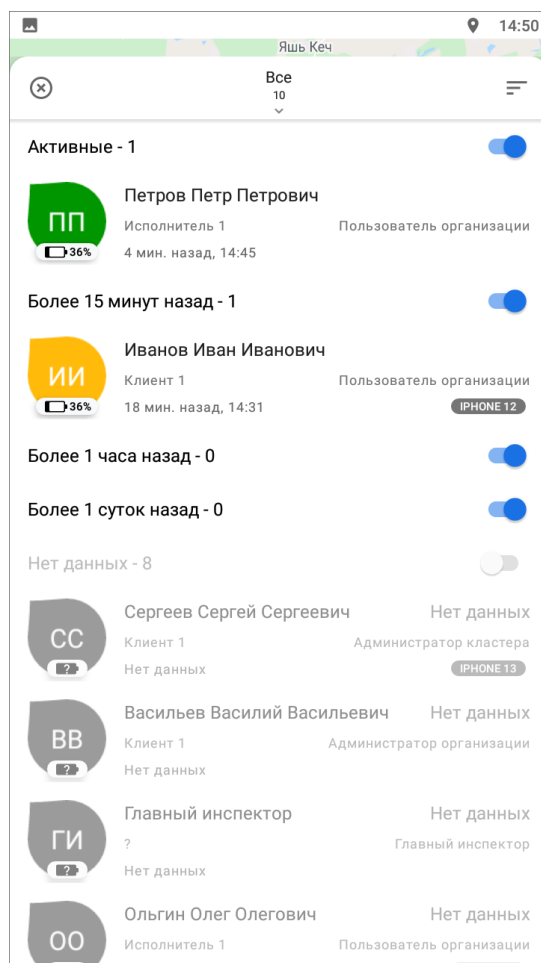 14:50
Яшь Кеч
Все
10
Активные - 1
ПП
36%
Петров Петр Петрович
Исполнитель 1 Пользователь организации
4 мин. назад, 14:45
Более 15 минут назад - 1
ИИ
36%
Иванов Иван Иванович
Клиент 1 Пользователь организации
18 мин. назад, 14:31 IPHONE 12
Более 1 часа назад - 0
Более 1 суток назад - 0
Нет данных - 8
СС
?
Сергеев Сергей Сергеевич Нет данных
Клиент 1 Администратор кластера
Нет данных IPHONE 13
ВВ
?
Васильев Василий Васильевич Нет данных
Клиент 1 Администратор организации
Нет данных
ГИ
?
Главный инспектор Нет данных
? Главный инспектор
Нет данных
ОО
Ольгин Олег Олегович Нет данных
Исполнитель 1 Пользователь организации